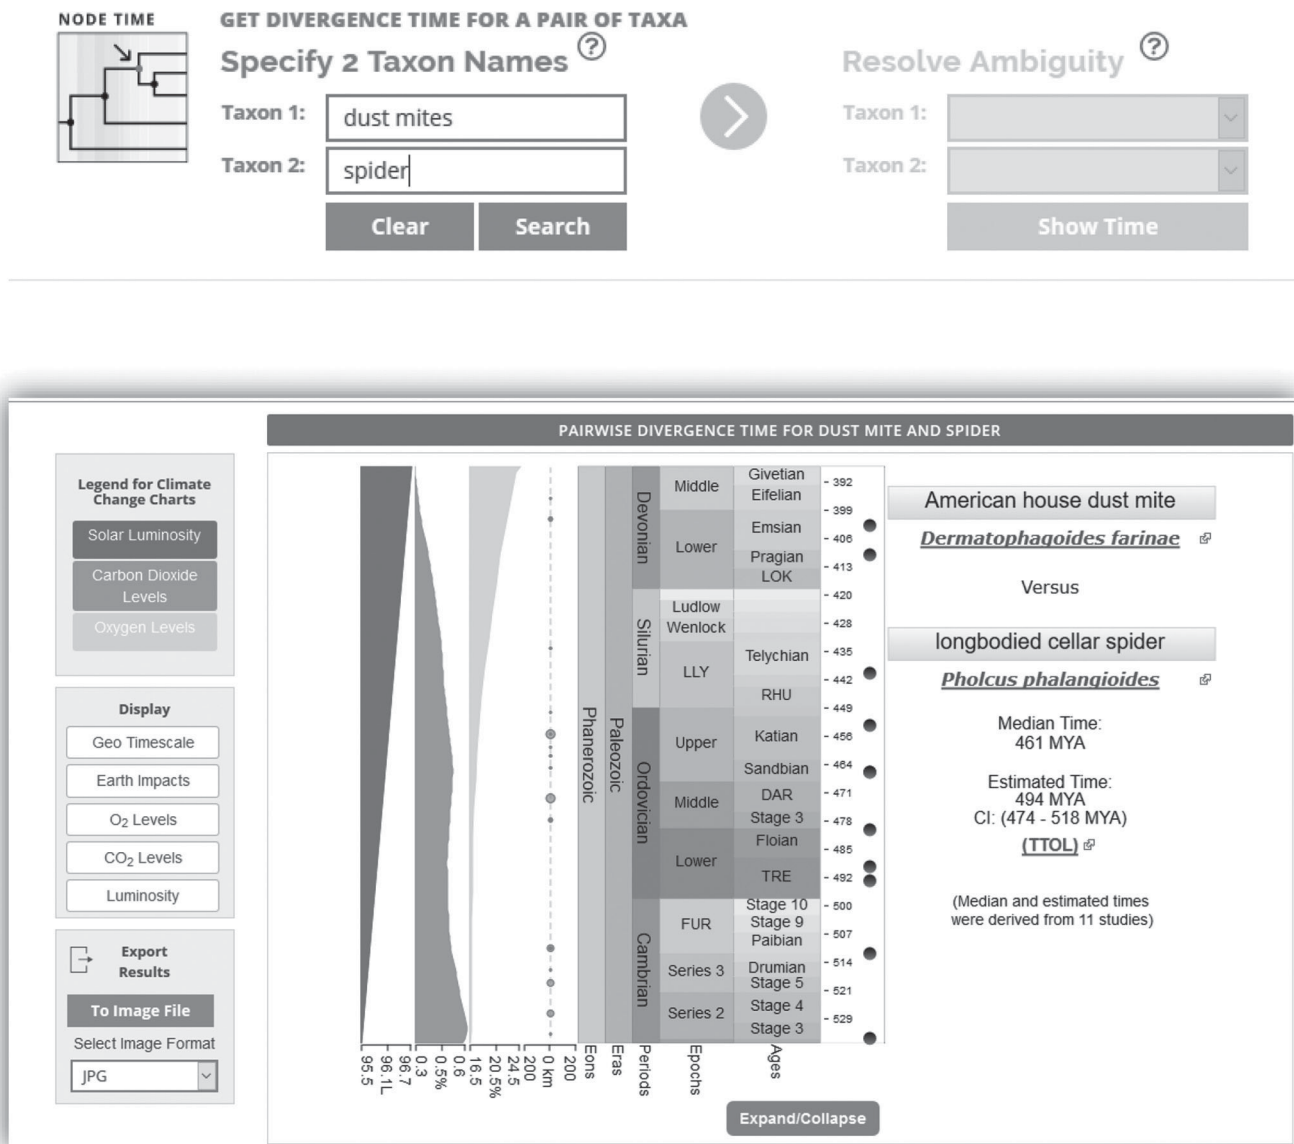 NODE TIME
GET DIVERGENCE TIME FOR A PAIR OF TAXA
Specify 2 Taxon Names ?
Taxon 1: dust mites
Taxon 2: spider
Clear Search
Resolve Ambiguity ?
Taxon 1:
Taxon 2:
Show Time
PAIRWISE DIVERGENCE TIME FOR DUST MITE AND SPIDER
Legend for Climate
Change Charts
Solar Luminosity
Carbon Dioxide
Levels
Oxygen Levels
Display
Geo Timescale
Earth Impacts
O₂ Levels
CO₂ Levels
Luminosity
Export
Results
To Image File
Select Image Format
JPG
95.5
96.1L
96.7
0.3
0.5%
0.6
16.5
20.5%
24.5
200
0 km
200
Phanerozoic
Eons
Paleozoic
Eras
Devonian
Silurian
Ordovician
Cambrian
Periods
Middle
Lower
Ludlow
Wenlock
LLY
Upper
Middle
Lower
FUR
Series 3
Series 2
Epochs
Givetian
Eifelian
Emsian
Pragian
LOK
Telychian
RHU
Katian
Sandbian
DAR
Stage 3
Floian
TRE
Stage 10
Stage 9
Paibian
Drumian
Stage 5
Stage 4
Stage 3
Ages
- 392
- 399
- 406
- 413
- 420
- 428
- 435
- 442
- 449
- 456
- 464
- 471
- 478
- 485
- 492
- 500
- 507
- 514
- 521
- 529
Expand/Collapse
American house dust mite
Dermatophagoides farinae
Versus
longbodied cellar spider
Pholcus phalangioides
Median Time:
461 MYA
Estimated Time:
494 MYA
CI: (474 - 518 MYA)
(TTOL)
(Median and estimated times
were derived from 11 studies)